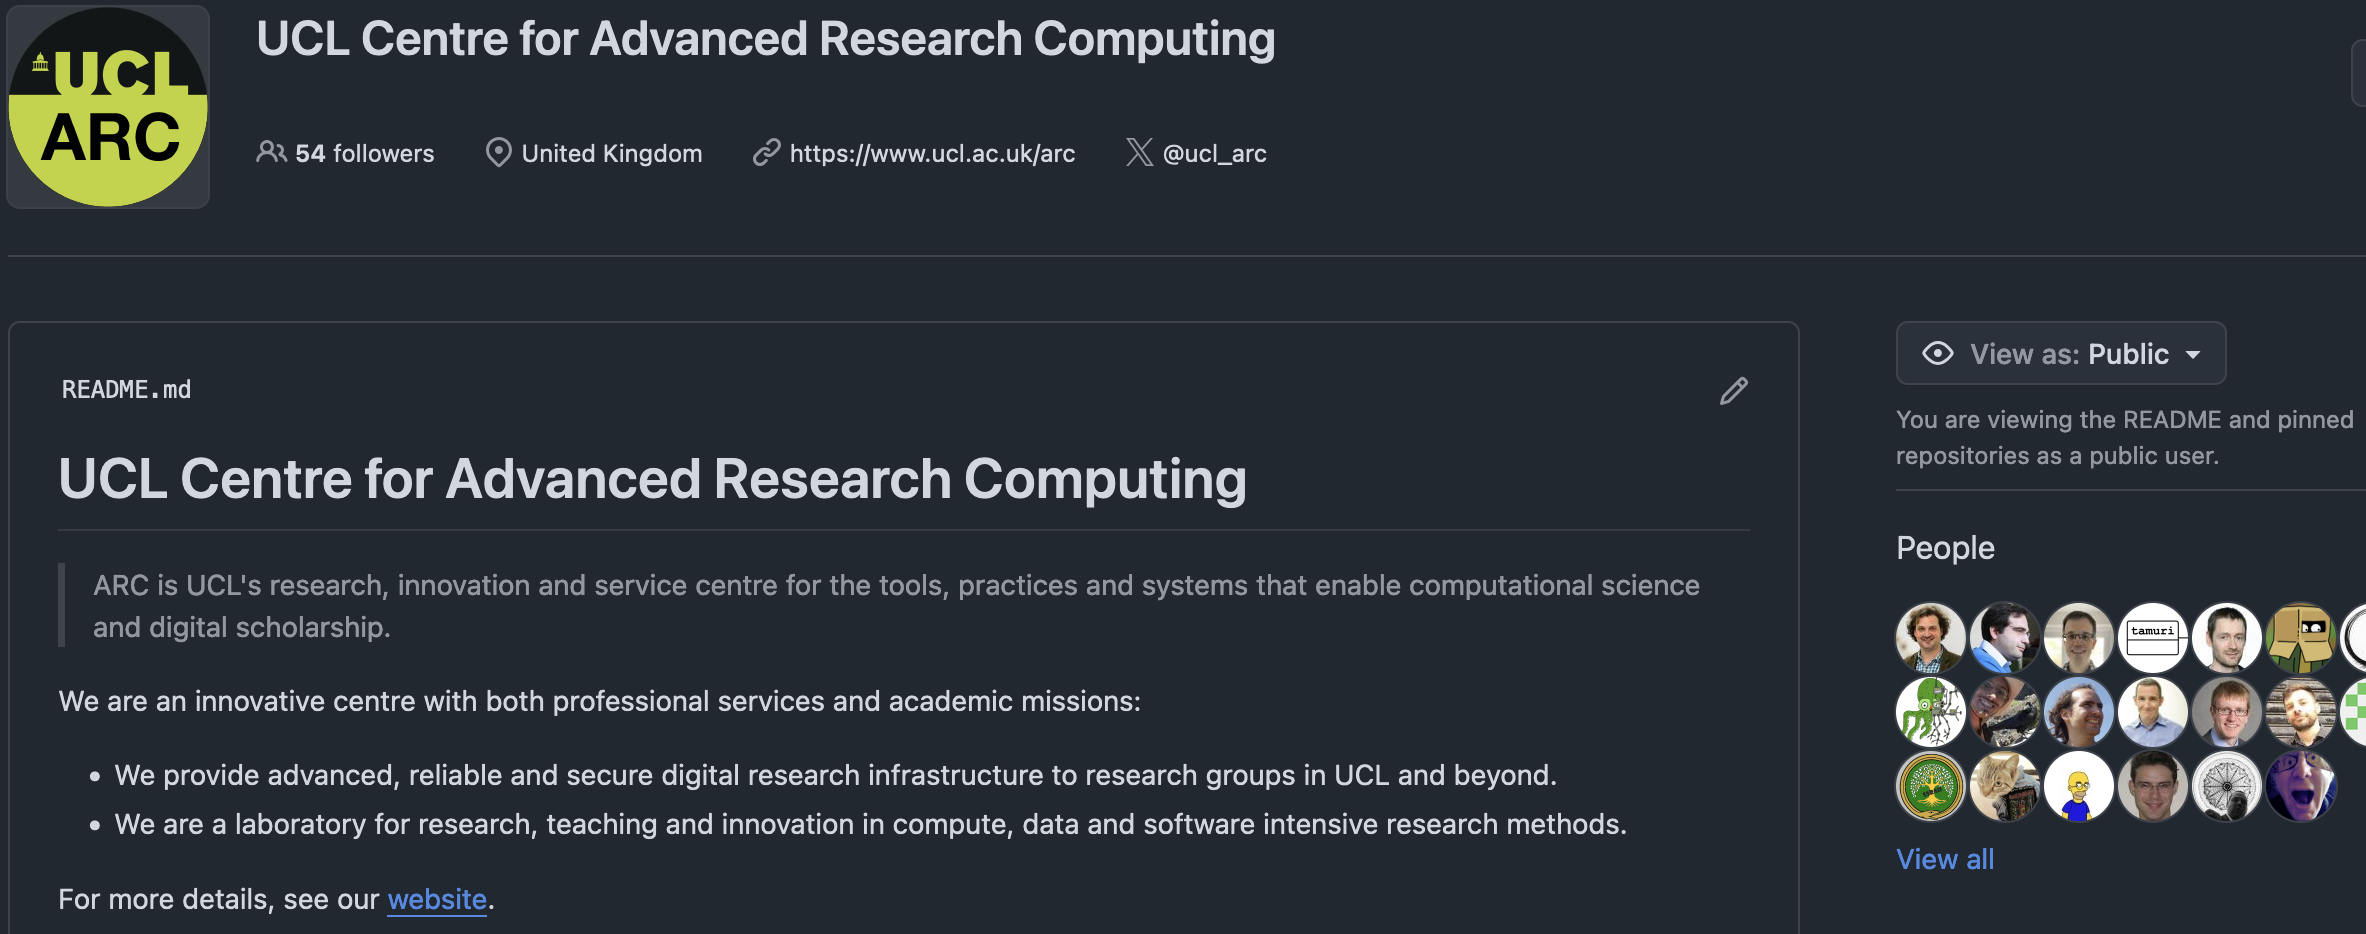 UCL
ARC
UCL Centre for Advanced Research Computing
54 followers
United Kingdom
https://www.ucl.ac.uk/arc
@ucl_arc
README.md
UCL Centre for Advanced Research Computing
ARC is UCL's research, innovation and service centre for the tools, practices and systems that enable computational science
and digital scholarship.
We are an innovative centre with both professional services and academic missions:
We provide advanced, reliable and secure digital research infrastructure to research groups in UCL and beyond.
We are a laboratory for research, teaching and innovation in compute, data and software intensive research methods.
For more details, see our website.
View as: Public
You are viewing the README and pinned
repositories as a public user.
People
tamuri
View all